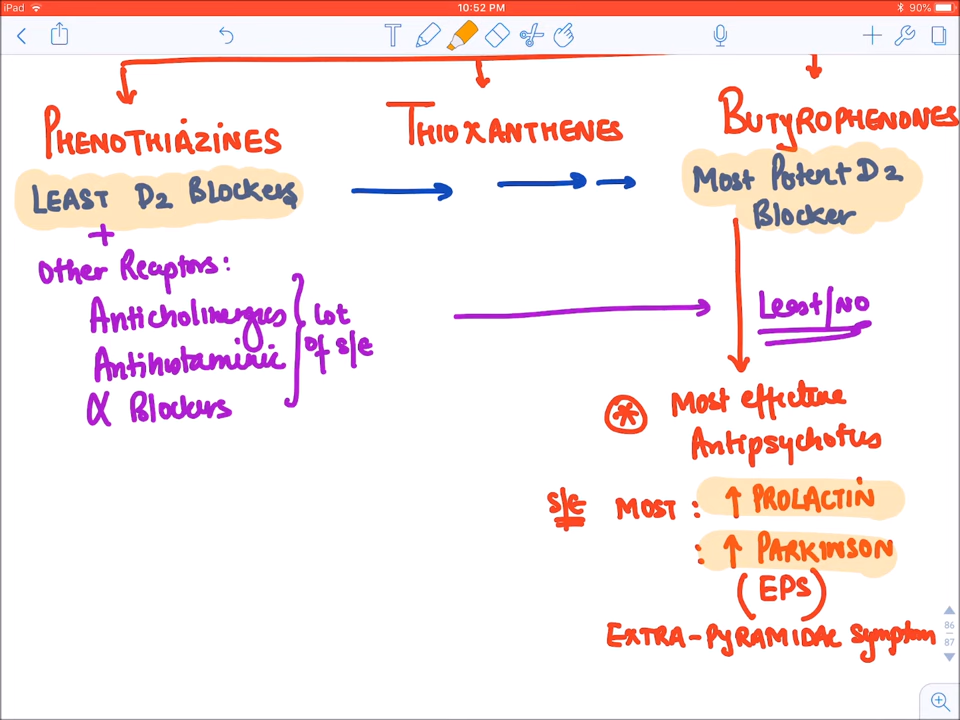 iPad
10:52 PM
90%
T
PHENOTHIAZINES
THIOXANTHENES
BUTYROPHENONES
LEAST D2 Blockers
Most Potent D2
Blocker
+
Other Receptors:
Anticholinergics
Antihistaminic
α Blockers
Lot
of s/e
Least/NO
* Most effective
Antipsychotics
S/E MOST : ↑ PROLACTIN
: ↑ PARKINSON
(EPS)
EXTRA-PYRAMIDAL Symptom
86
87